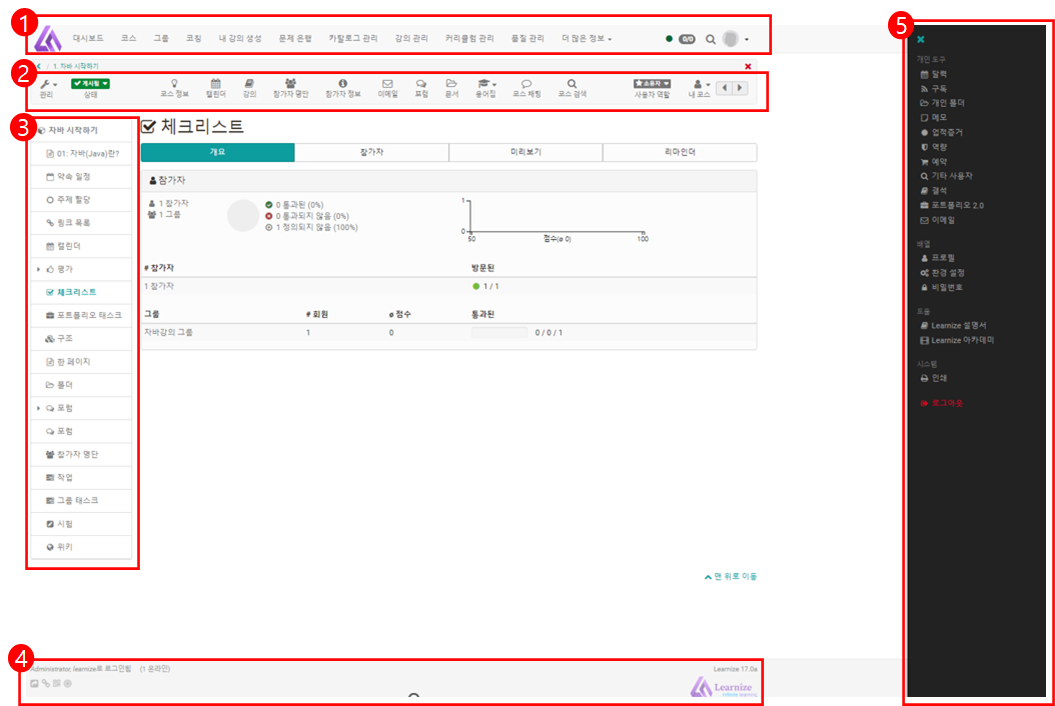 1
대시보드 코스 그룹 코칭 내 강의 생성 문제 은행 카탈로그 관리 강의 관리 커리큘럼 관리 품질 관리 더 많은 정보 0/0
2
/ 1. 자바 시작하기
관리 게시됨 상태 코스 정보 캘린더 강의 참가자 명단 참가자 정보 이메일 포럼 문서 용어집 코스 채팅 코스 검색 소유자 사용자 역할 내 코스
3
자바 시작하기
01: 자바(Java)란?
약속 일정
주제 할당
링크 목록
캘린더
평가
체크리스트
포트폴리오 태스크
구조
한 페이지
폴더
포럼
포럼
참가자 명단
작업
그룹 태스크
시험
위키
체크리스트
개요 참가자 미리보기 리마인더
참가자
1 참가자
1 그룹
0 통과된 (0%)
0 통과되지 않음 (0%)
1 정의되지 않음 (100%)
1
0
50 점수(ø 0) 100
# 참가자 방문된
1 참가자 1 / 1
그룹 # 회원 ø 점수 통과된
자바강의 그룹 1 0 0 / 0 / 1
맨 위로 이동
4
Administrator, learnize로 로그인됨 (1 온라인)
Learnize 17.0a
Learnize
infinite learning
5
개인 도구
달력
구독
개인 폴더
메모
업적증거
역량
예약
기타 사용자
결석
포트폴리오 2.0
이메일
배열
프로필
환경 설정
비밀번호
도움
Learnize 설명서
Learnize 아카데미
시스템
인쇄
로그아웃